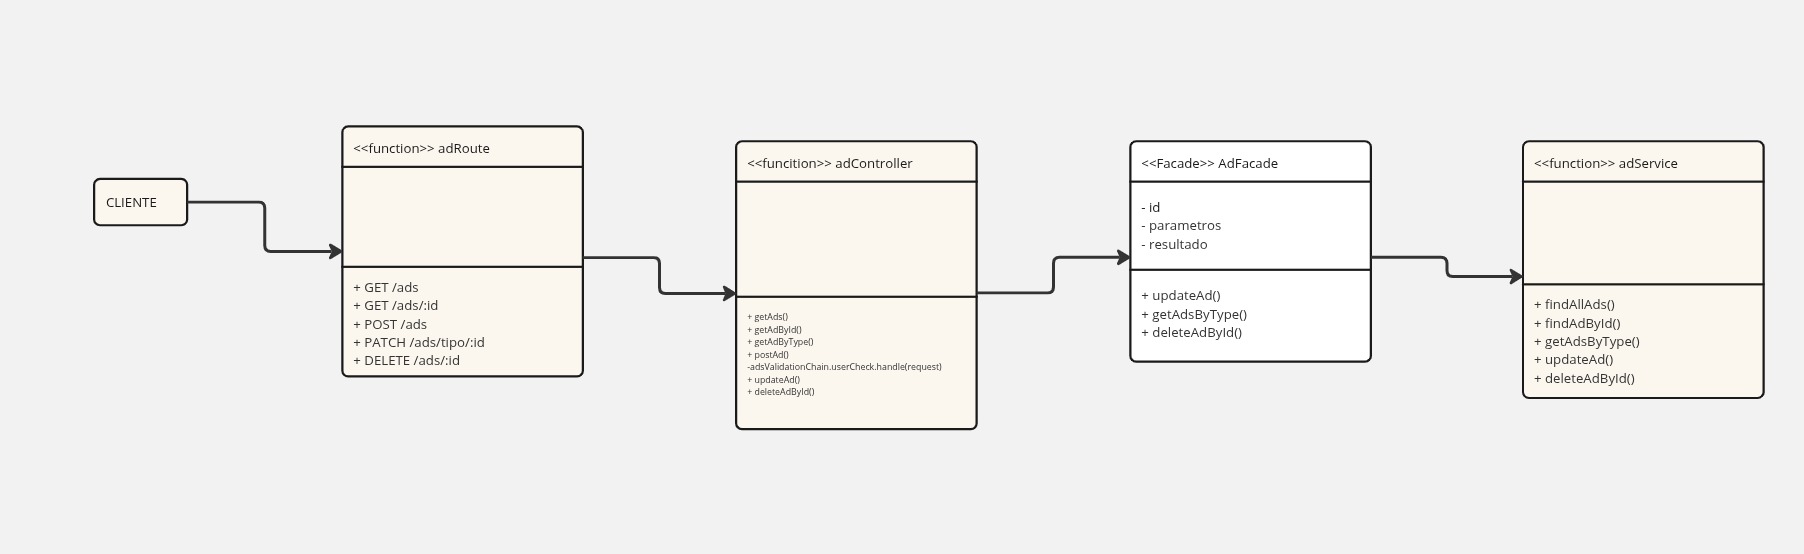 CLIENTE
<<function>> adRoute
+ GET /ads
+ GET /ads/:id
+ POST /ads
+ PATCH /ads/tipo/:id
+ DELETE /ads/:id
<<funcition>> adController
+ getAds()
+ getAdById()
+ getAdByType()
+ postAd()
-adsValidationChain.userCheck.handle(request)
+ updateAd()
+ deleteAdById()
<<Facade>> AdFacade
- id
- parametros
- resultado
+ updateAd()
+ getAdsByType()
+ deleteAdById()
<<function>> adService
+ findAllAds()
+ findAdById()
+ getAdsByType()
+ updateAd()
+ deleteAdById()